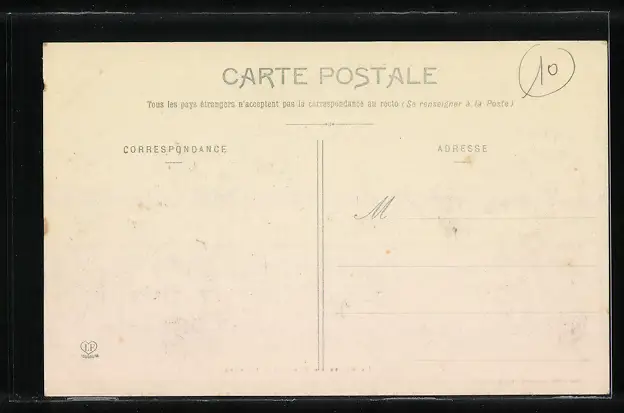 CARTE POSTALE
10
Tous les pays étrangers n'acceptent pas la correspondance au recto (Se renseigner à la Poste)
CORRESPONDANCE
ADRESSE
M